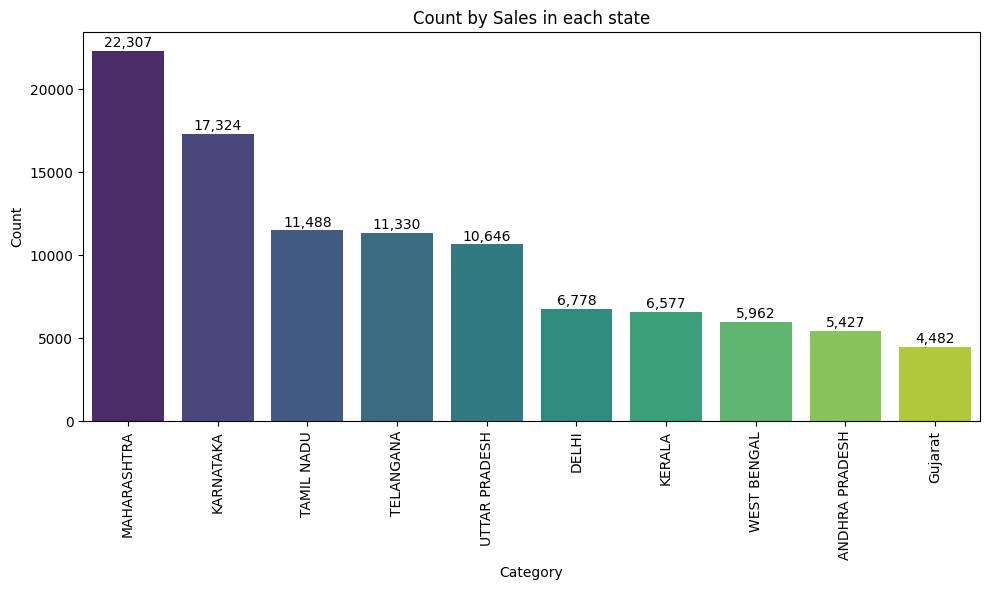 Count by Sales in each state
Count
20000
15000
10000
5000
0
22,307
17,324
11,488
11,330
10,646
6,778
6,577
5,962
5,427
4,482
MAHARASHTRA
KARNATAKA
TAMIL NADU
TELANGANA
UTTAR PRADESH
DELHI
KERALA
WEST BENGAL
ANDHRA PRADESH
Gujarat
Category